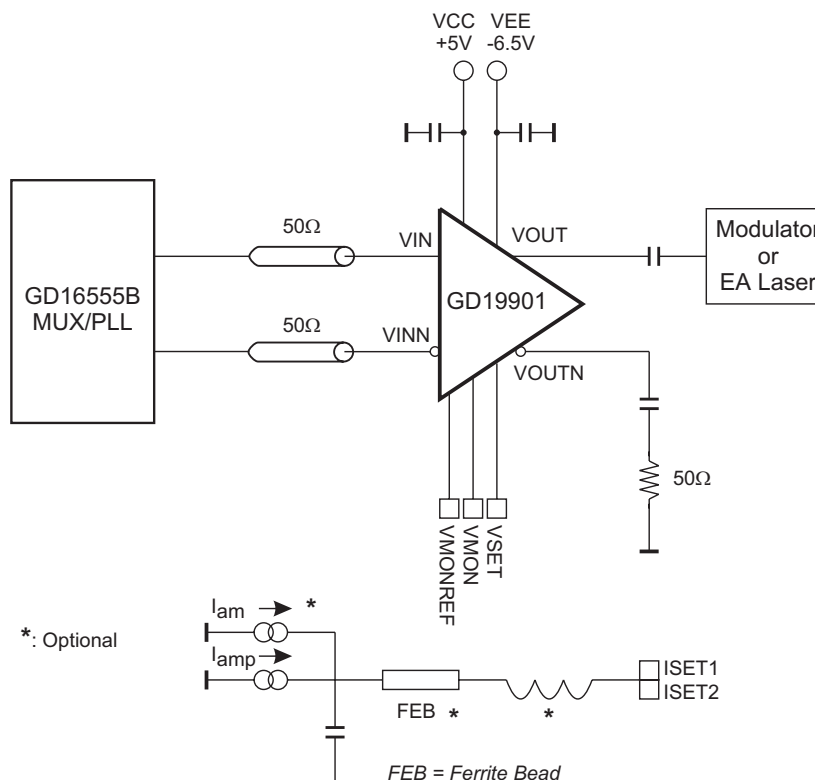 VCC
+5V
VEE
-6.5V
50Ω
VIN
VOUT
Modulator
or
EA Laser
GD16555B
MUX/PLL
GD19901
50Ω
VINN
VOUTN
50Ω
VMONREF
VMON
VSET
Iam
*
*: Optional
Iamp
ISET1
ISET2
FEB
*
*
FEB = Ferrite Bead